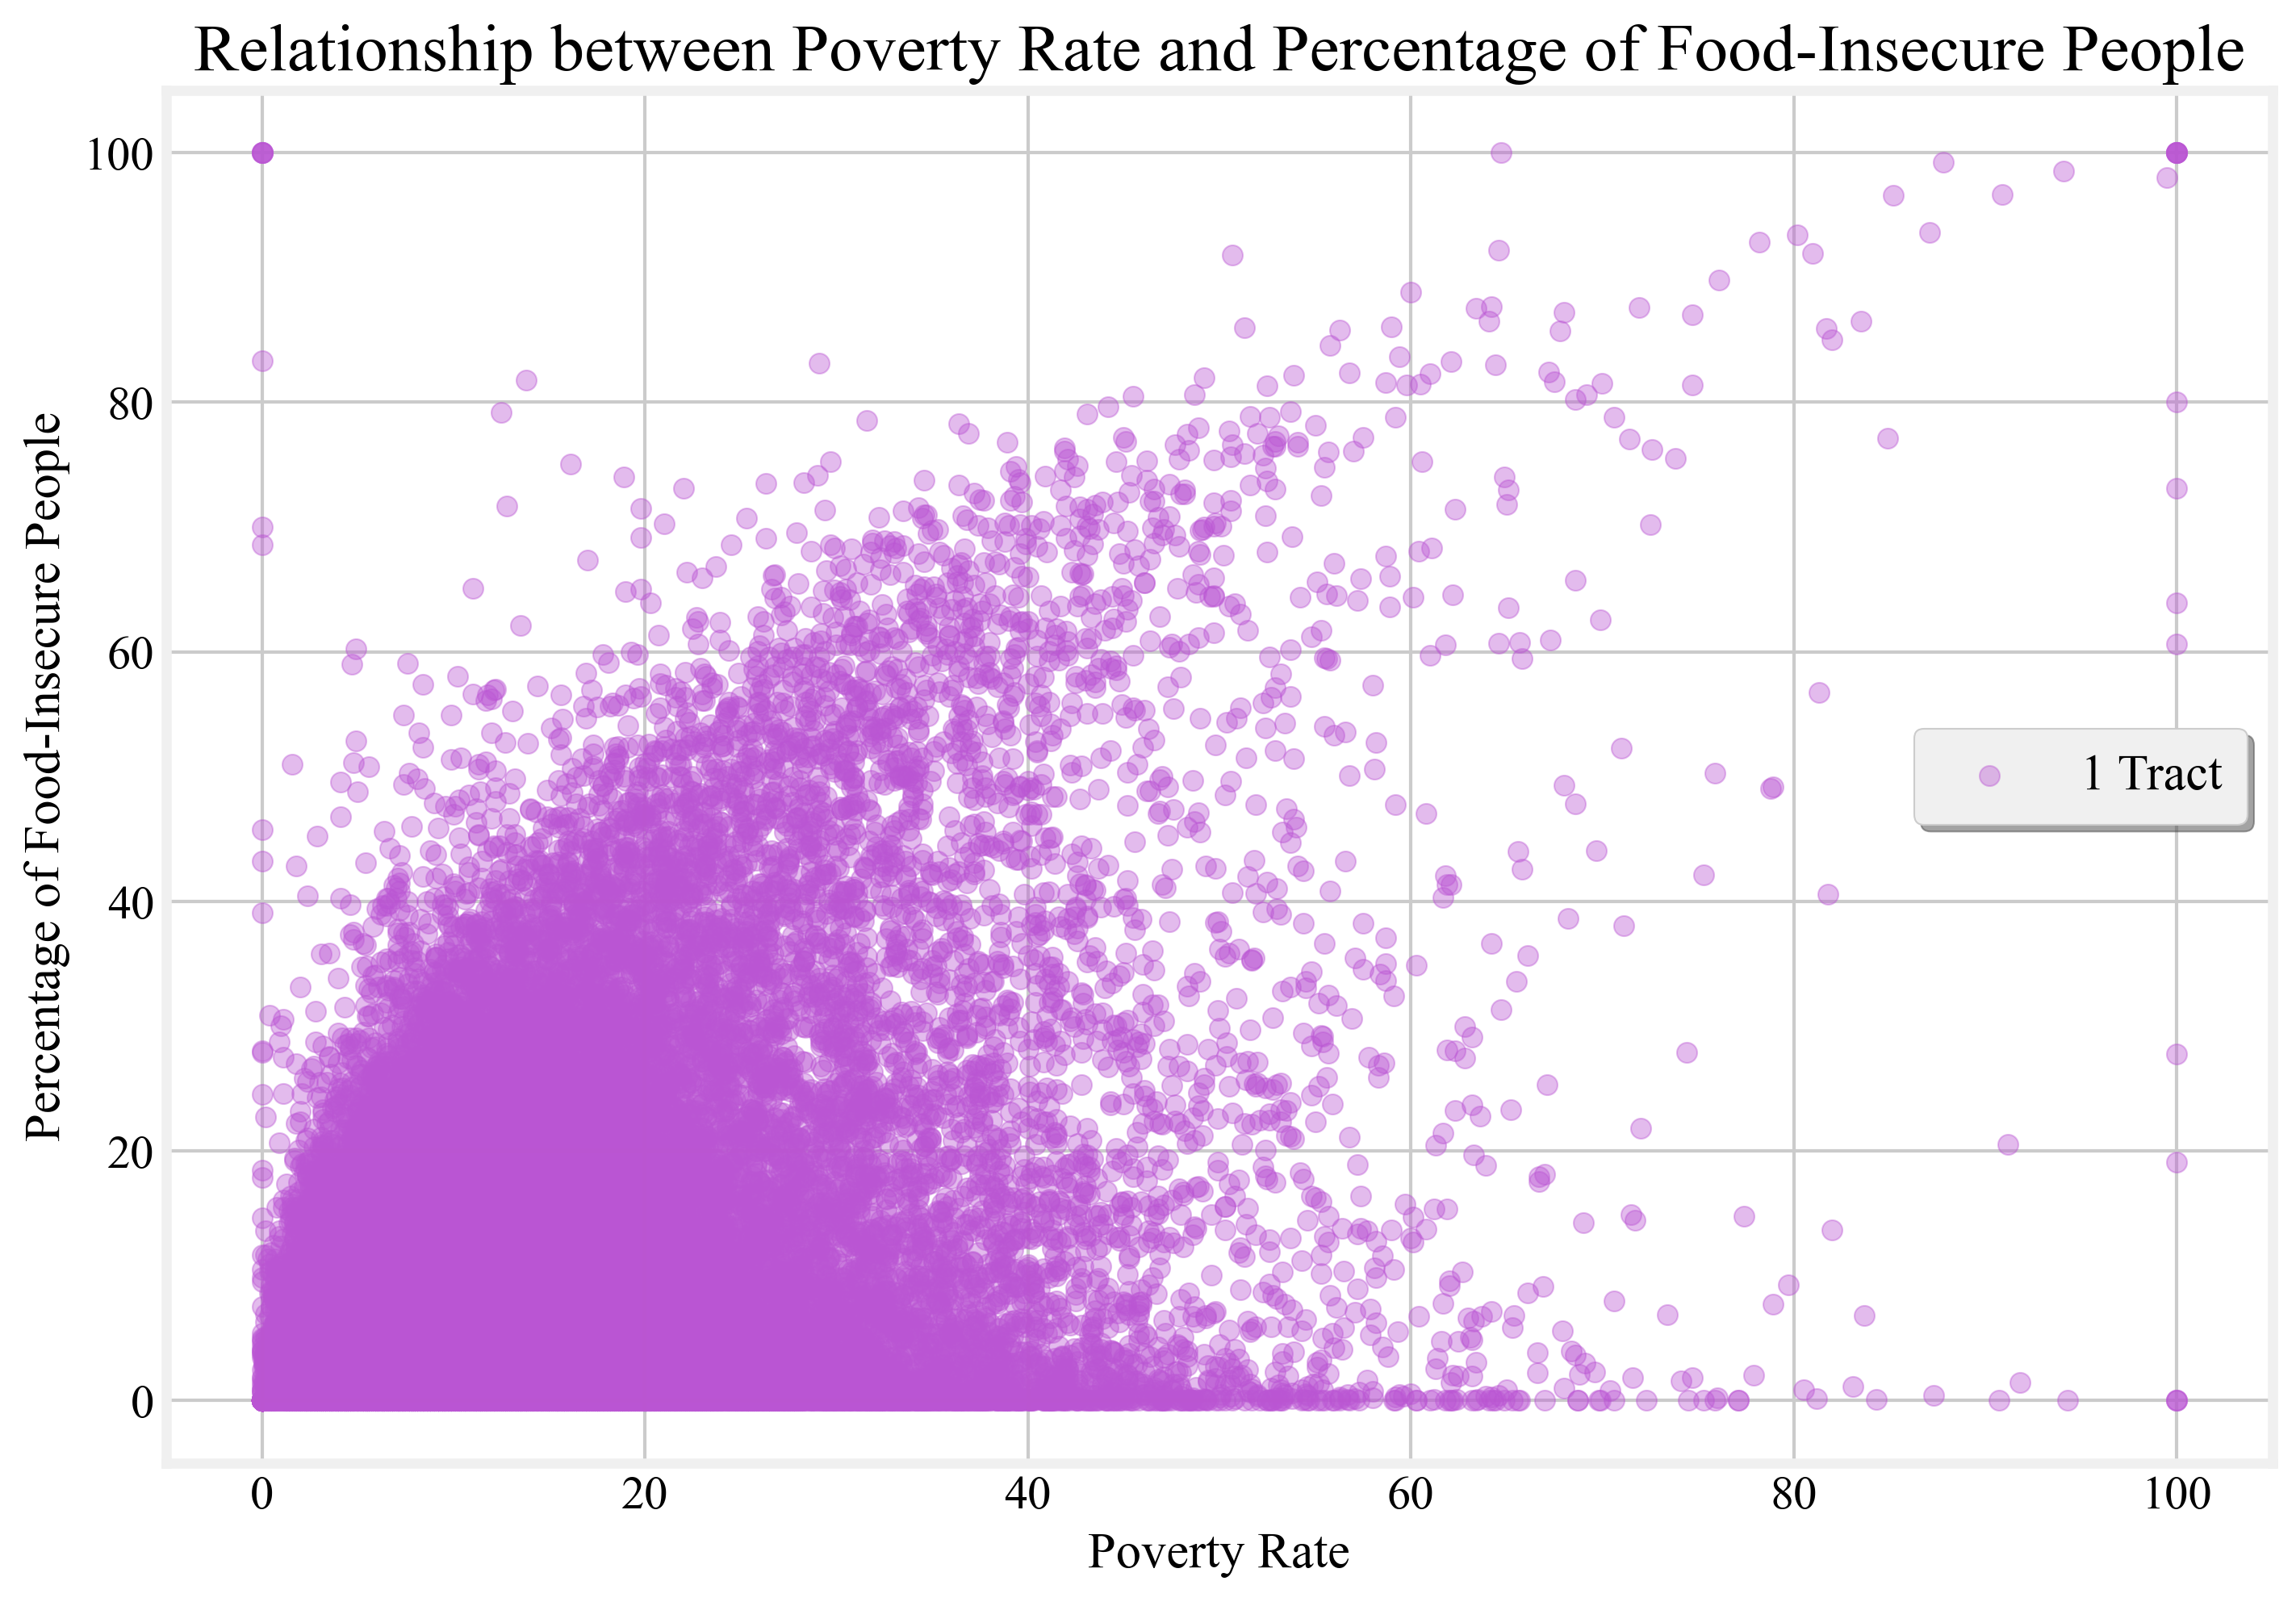 Relationship between Poverty Rate and Percentage of Food-Insecure People
Percentage of Food-Insecure People
100
80
60
40
20
0
1 Tract
0 20 40 60 80 100
Poverty Rate